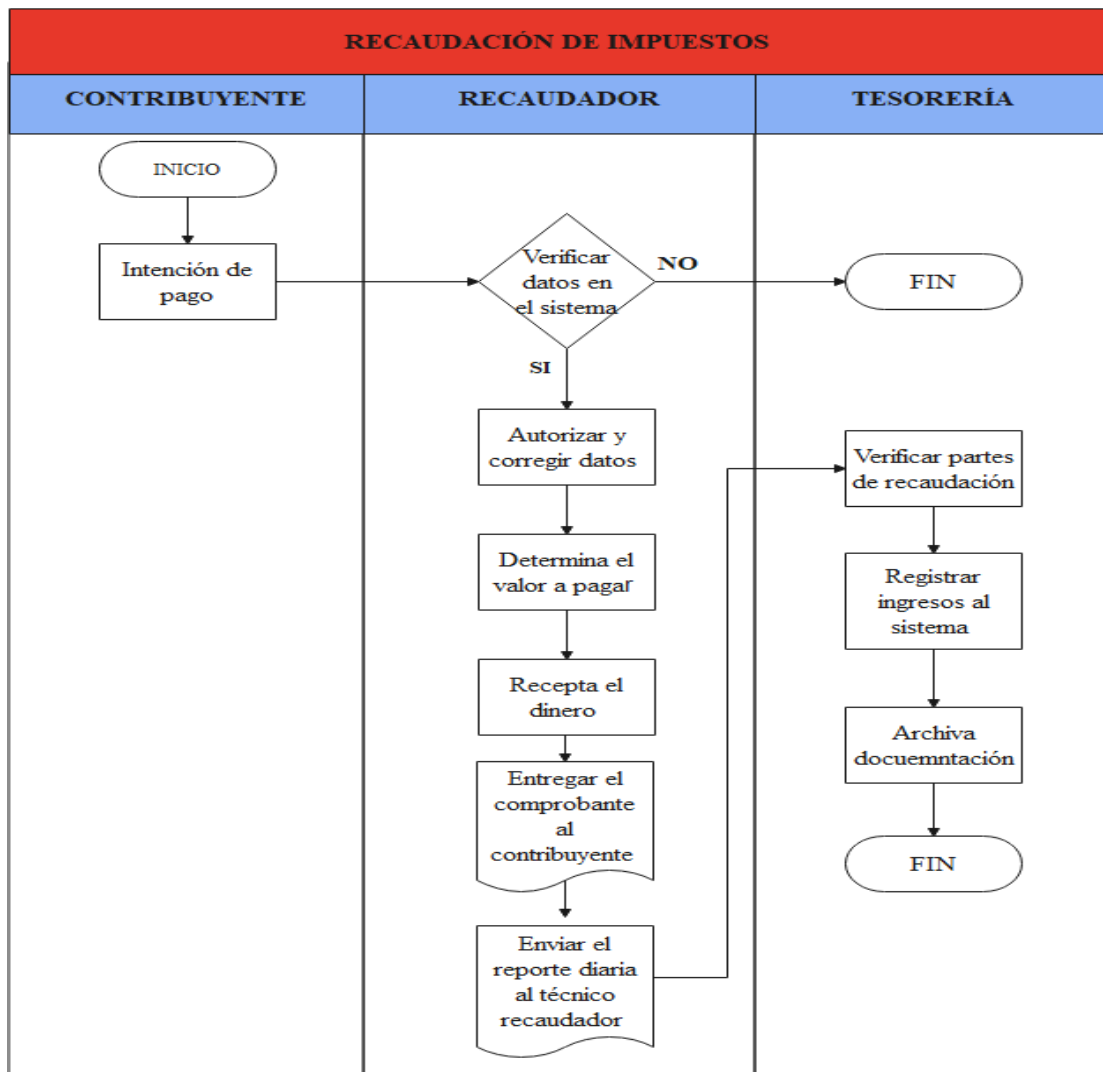 RECAUDACIÓN DE IMPUESTOS
CONTRIBUYENTE
RECAUDADOR
TESORERÍA
INICIO
Intención de
pago
Verificar
datos en
el sistema
NO
FIN
SI
Autorizar y
corregir datos
Determina el
valor a pagar
Recepta el
dinero
Entregar el
comprobante
al
contribuyente
Enviar el
reporte diaria
al técnico
recaudador
Verificar partes
de recaudación
Registrar
ingresos al
sistema
Archiva
docuemntación
FIN